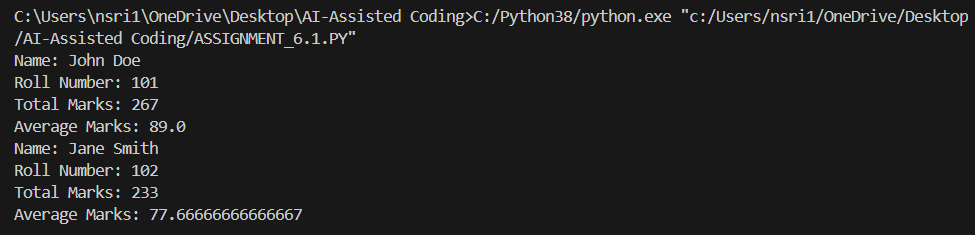 C:\Users\nsri1\OneDrive\Desktop\AI-Assisted Coding>C:/Python38/python.exe "c:/Users/nsri1/OneDrive/Desktop
/AI-Assisted Coding/ASSIGNMENT_6.1.PY"
Name: John Doe
Roll Number: 101
Total Marks: 267
Average Marks: 89.0
Name: Jane Smith
Roll Number: 102
Total Marks: 233
Average Marks: 77.66666666666667